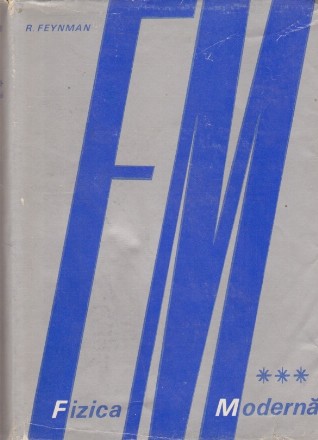 R. FEYNMAN
FM
***
Fizica Modernă